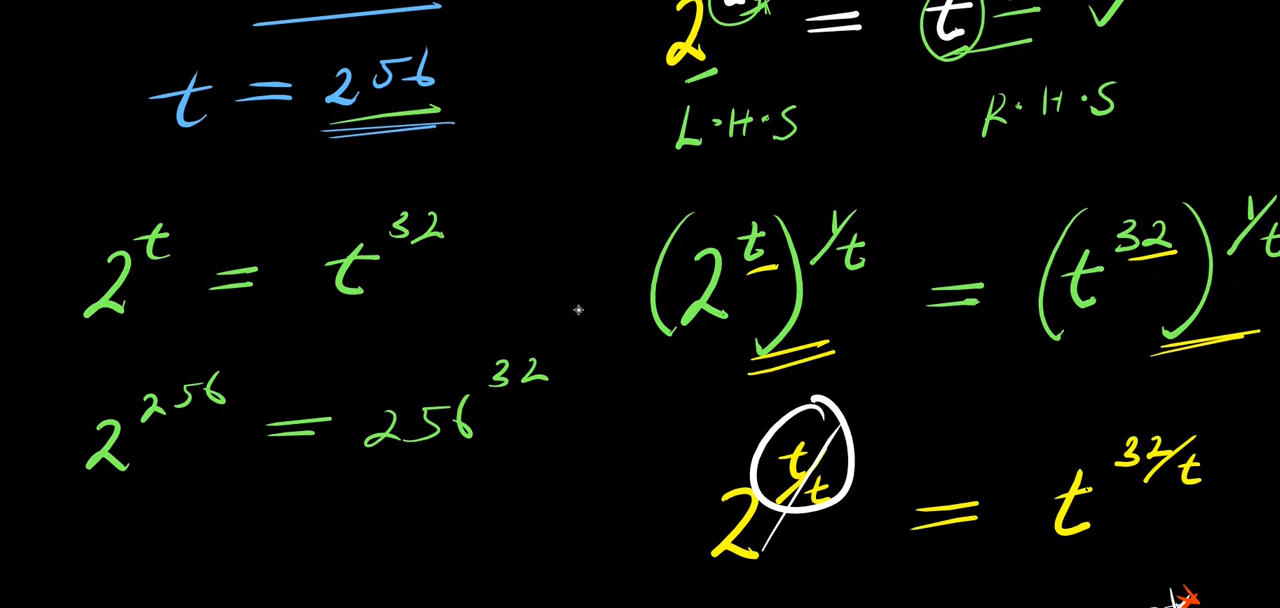 t = 256
2^t = t^32
2^256 = 256^32
2 = t
L.H.S R.H.S
(2^t)^1/t = (t^32)^1/t
2^t/t = t^32/t